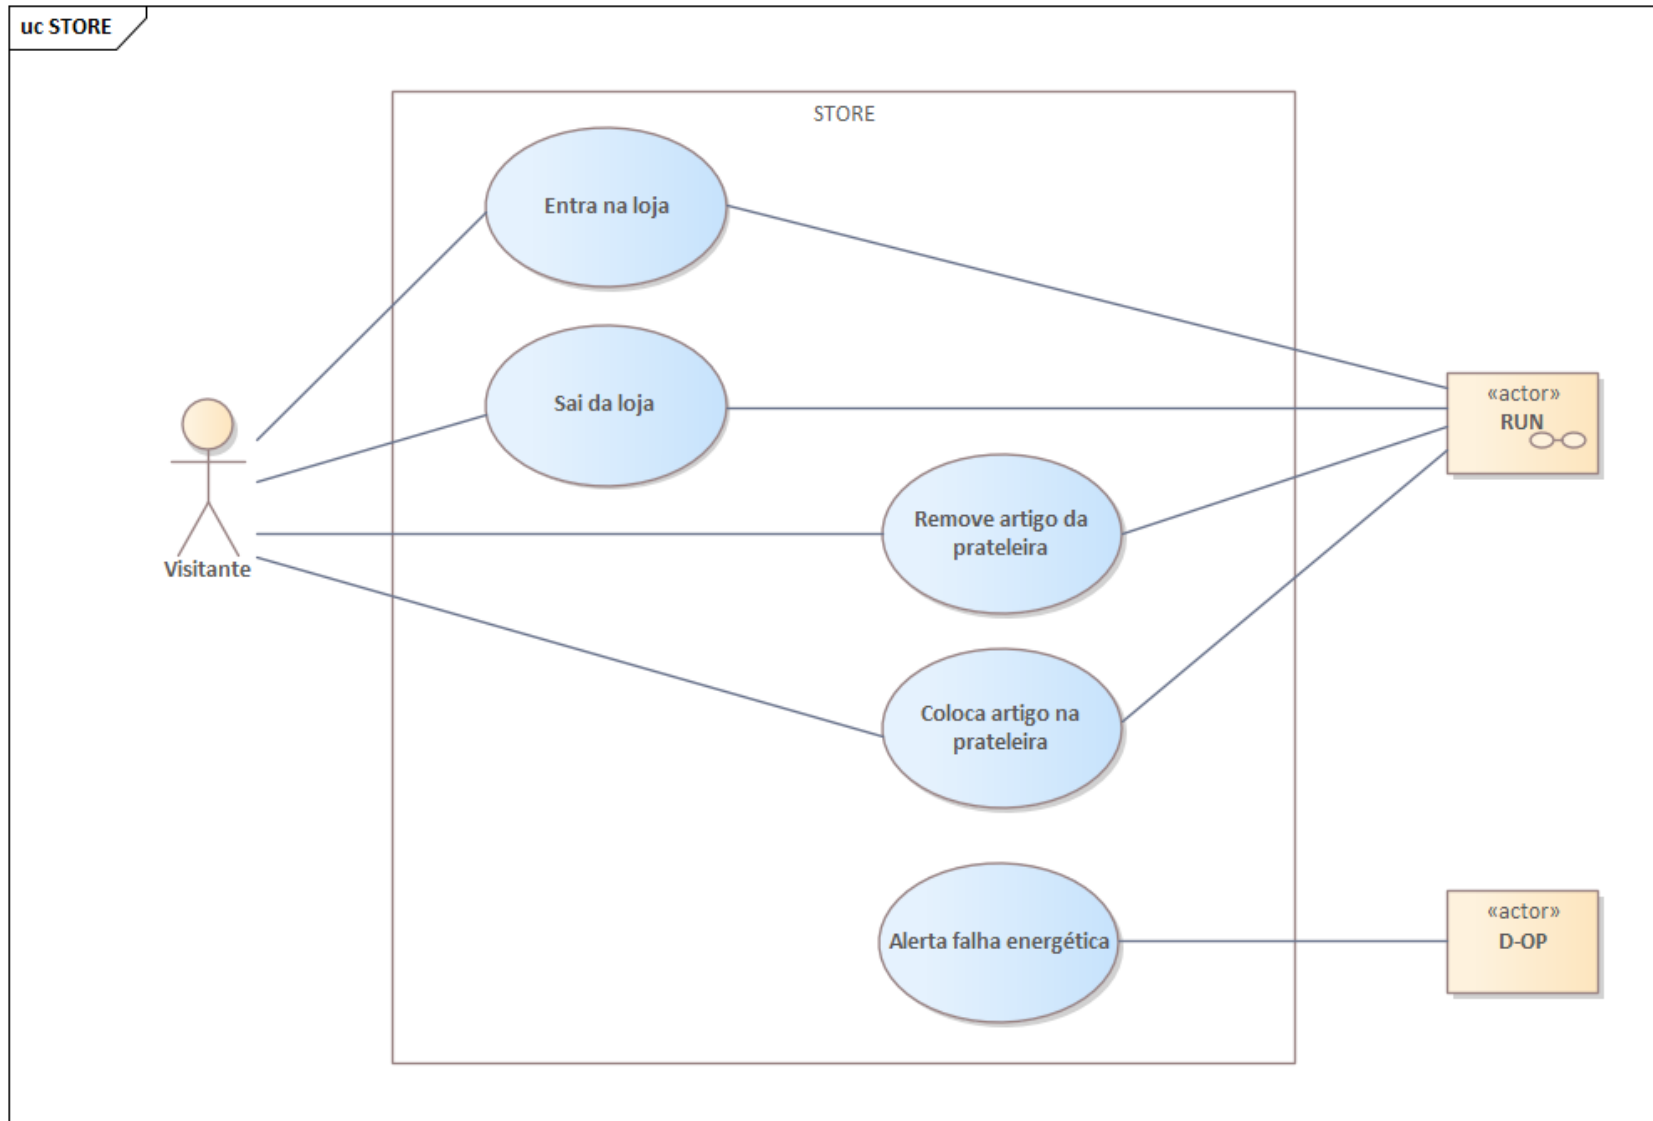 uc STORE
STORE
Entra na loja
Sai da loja
«actor»
RUN
Remove artigo da
prateleira
Visitante
Coloca artigo na
prateleira
«actor»
D-OP
Alerta falha energética